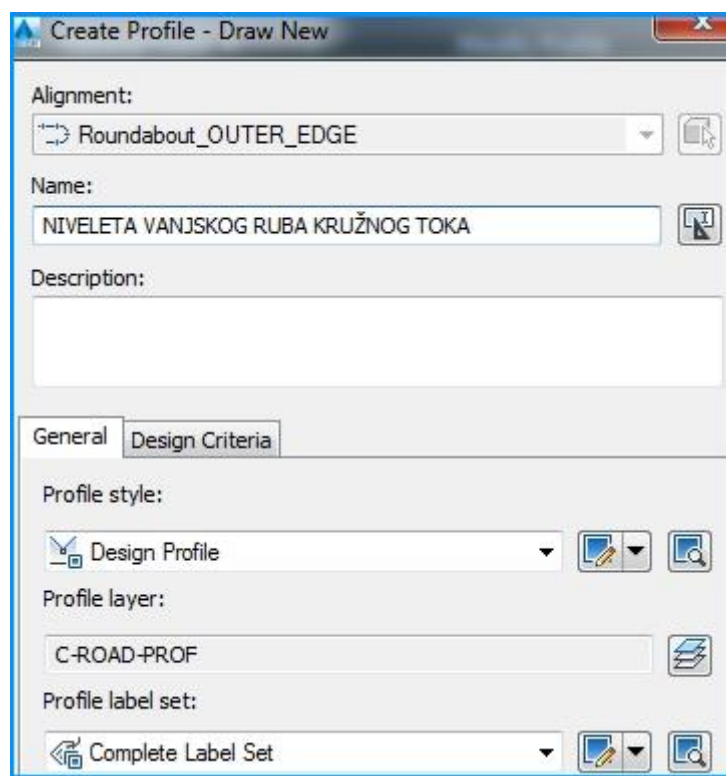 Create Profile - Draw New
Alignment:
Roundabout_OUTER_EDGE
Name:
NIVELETA VANJSKOG RUBA KRUŽNOG TOKA
Description:
General
Design Criteria
Profile style:
Design Profile
Profile layer:
C-ROAD-PROF
Profile label set:
Complete Label Set